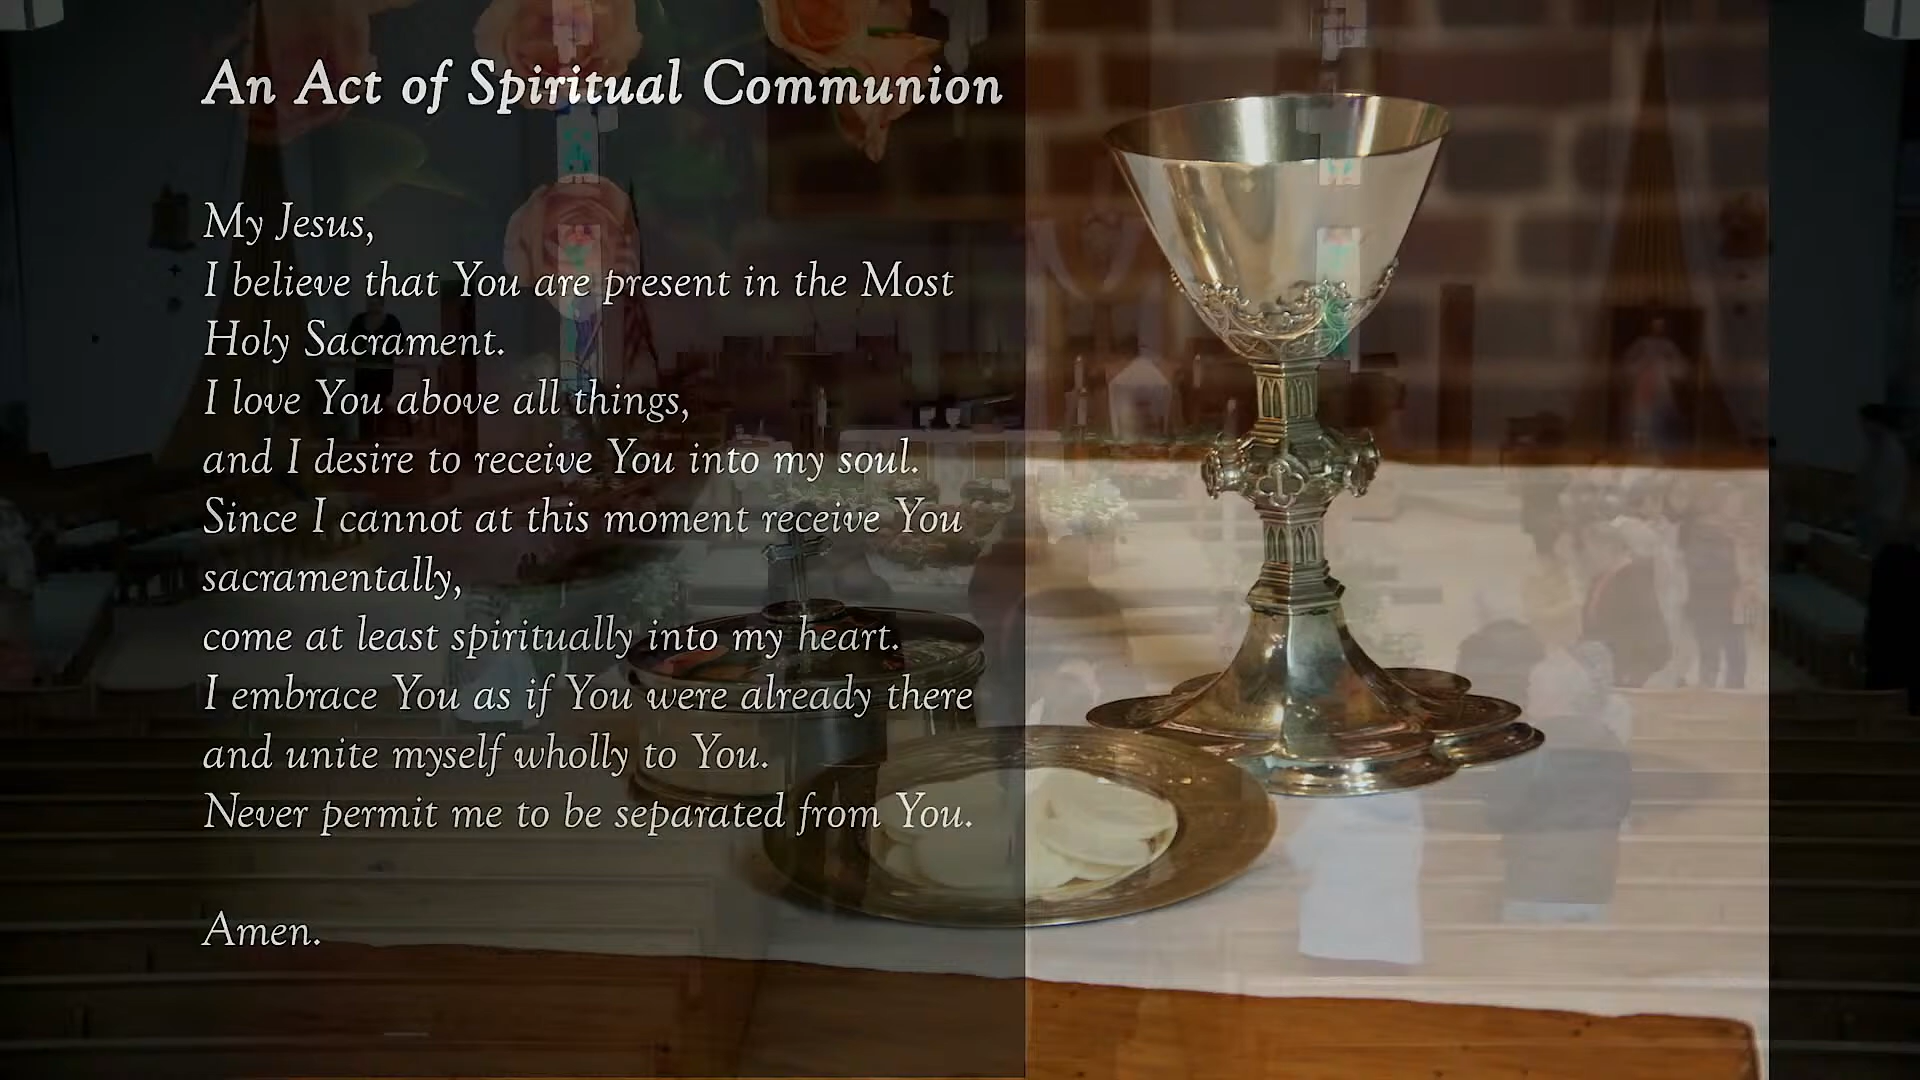 An Act of Spiritual Communion
My Jesus,
I believe that You are present in the Most
Holy Sacrament.
I love You above all things,
and I desire to receive You into my soul.
Since I cannot at this moment receive You
sacramentally,
come at least spiritually into my heart.
I embrace You as if You were already there
and unite myself wholly to You.
Never permit me to be separated from You.
Amen.